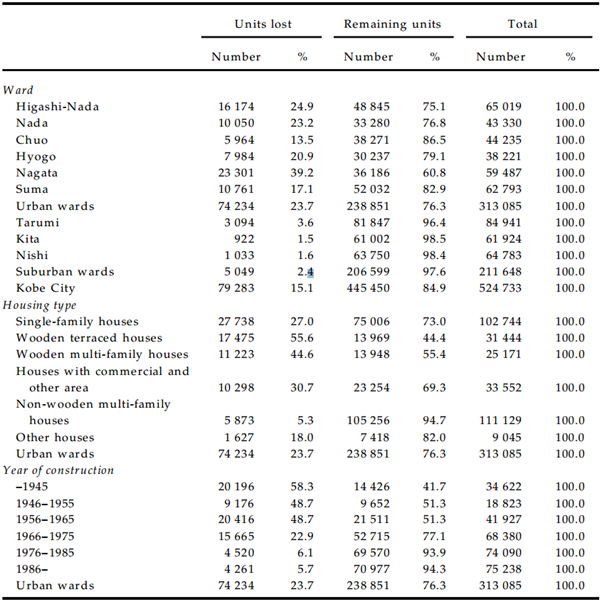 Units lost Remaining units Total
Number % Number % Number %
Ward
Higashi-Nada 16 174 24.9 48 845 75.1 65 019 100.0
Nada 10 050 23.2 33 280 76.8 43 330 100.0
Chuo 5 964 13.5 38 271 86.5 44 235 100.0
Hyogo 7 984 20.9 30 237 79.1 38 221 100.0
Nagata 23 301 39.2 36 186 60.8 59 487 100.0
Suma 10 761 17.1 52 032 82.9 62 793 100.0
Urban wards 74 234 23.7 238 851 76.3 313 085 100.0
Tarumi 3 094 3.6 81 847 96.4 84 941 100.0
Kita 922 1.5 61 002 98.5 61 924 100.0
Nishi 1 033 1.6 63 750 98.4 64 783 100.0
Suburban wards 5 049 2.4 206 599 97.6 211 648 100.0
Kobe City 79 283 15.1 445 450 84.9 524 733 100.0
Housing type
Single-family houses 27 738 27.0 75 006 73.0 102 744 100.0
Wooden terraced houses 17 475 55.6 13 969 44.4 31 444 100.0
Wooden multi-family houses 11 223 44.6 13 948 55.4 25 171 100.0
Houses with commercial and
other area 10 298 30.7 23 254 69.3 33 552 100.0
Non-wooden multi-family
houses 5 873 5.3 105 256 94.7 111 129 100.0
Other houses 1 627 18.0 7 418 82.0 9 045 100.0
Urban wards 74 234 23.7 238 851 76.3 313 085 100.0
Year of construction
–1945 20 196 58.3 14 426 41.7 34 622 100.0
1946–1955 9 176 48.7 9 652 51.3 18 823 100.0
1956–1965 20 416 48.7 21 511 51.3 41 927 100.0
1966–1975 15 665 22.9 52 715 77.1 68 380 100.0
1976–1985 4 520 6.1 69 570 93.9 74 090 100.0
1986– 4 261 5.7 70 977 94.3 75 238 100.0
Urban wards 74 234 23.7 238 851 76.3 313 085 100.0